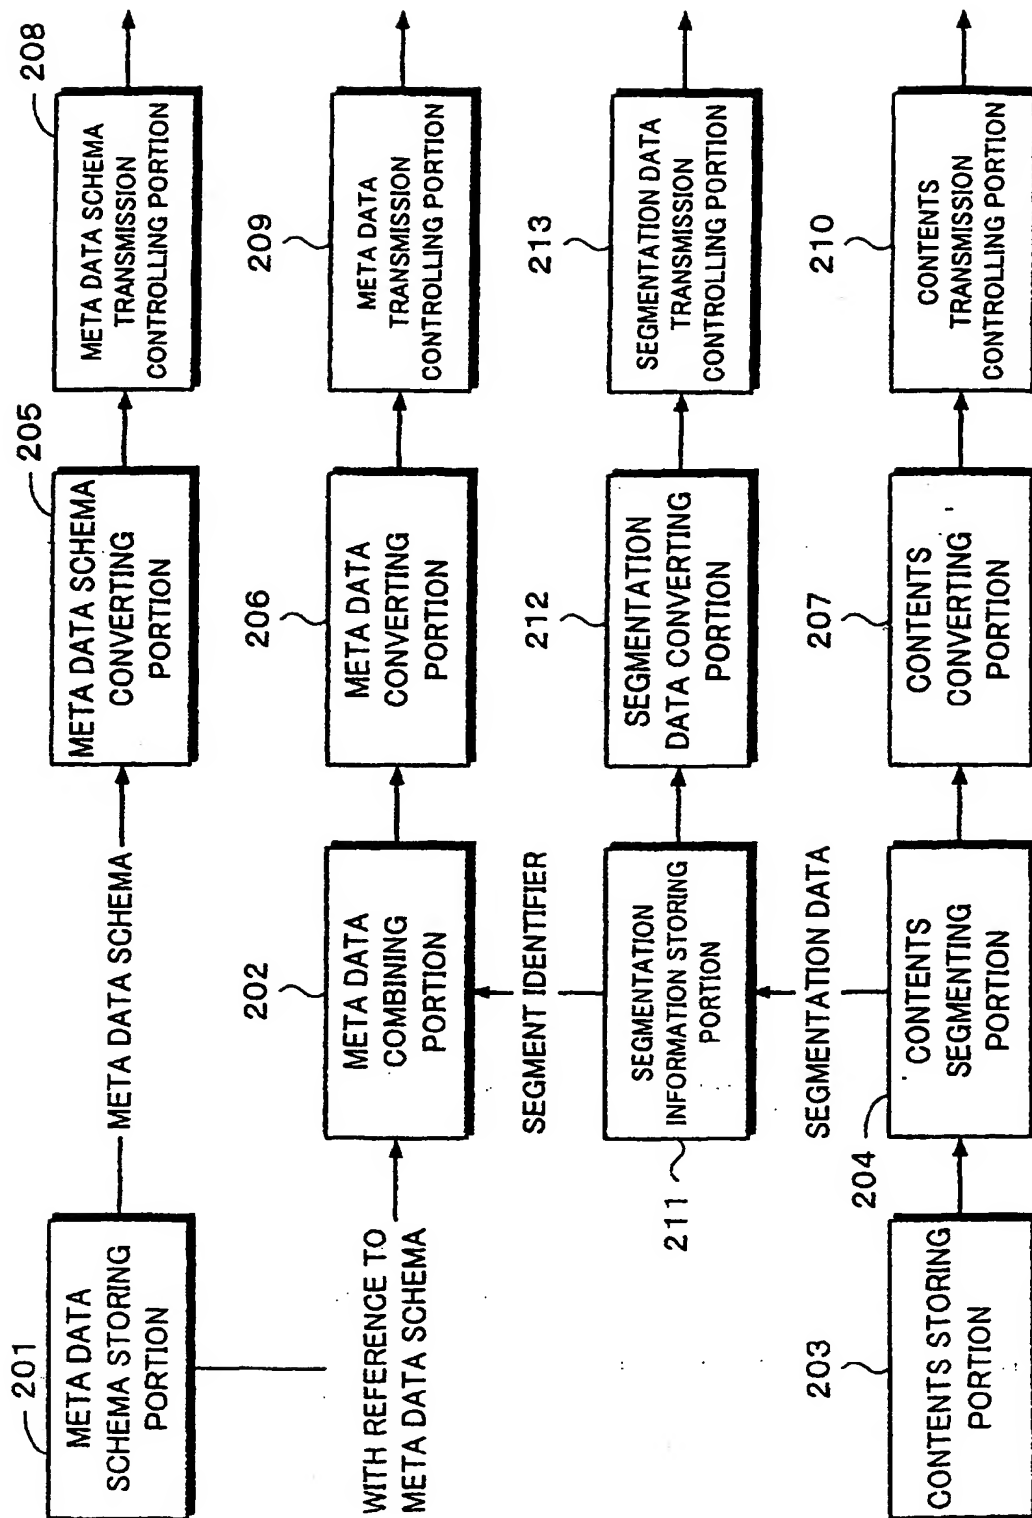 201
META DATA
SCHEMA STORING
PORTION
META DATA SCHEMA
205
META DATA SCHEMA
CONVERTING
PORTION
208
META DATA SCHEMA
TRANSMISSION
CONTROLLING PORTION
WITH REFERENCE TO
META DATA SCHEMA
202
META DATA
COMBINING
PORTION
206
META DATA
CONVERTING
PORTION
209
META DATA
TRANSMISSION
CONTROLLING PORTION
SEGMENT IDENTIFIER
211
SEGMENTATION
INFORMATION STORING
PORTION
212
SEGMENTATION
DATA CONVERTING
PORTION
213
SEGMENTATION DATA
TRANSMISSION
CONTROLLING PORTION
SEGMENTATION DATA
203
CONTENTS STORING
PORTION
204
CONTENTS
SEGMENTING
PORTION
207
CONTENTS
CONVERTING
PORTION
210
CONTENTS
TRANSMISSION
CONTROLLING PORTION